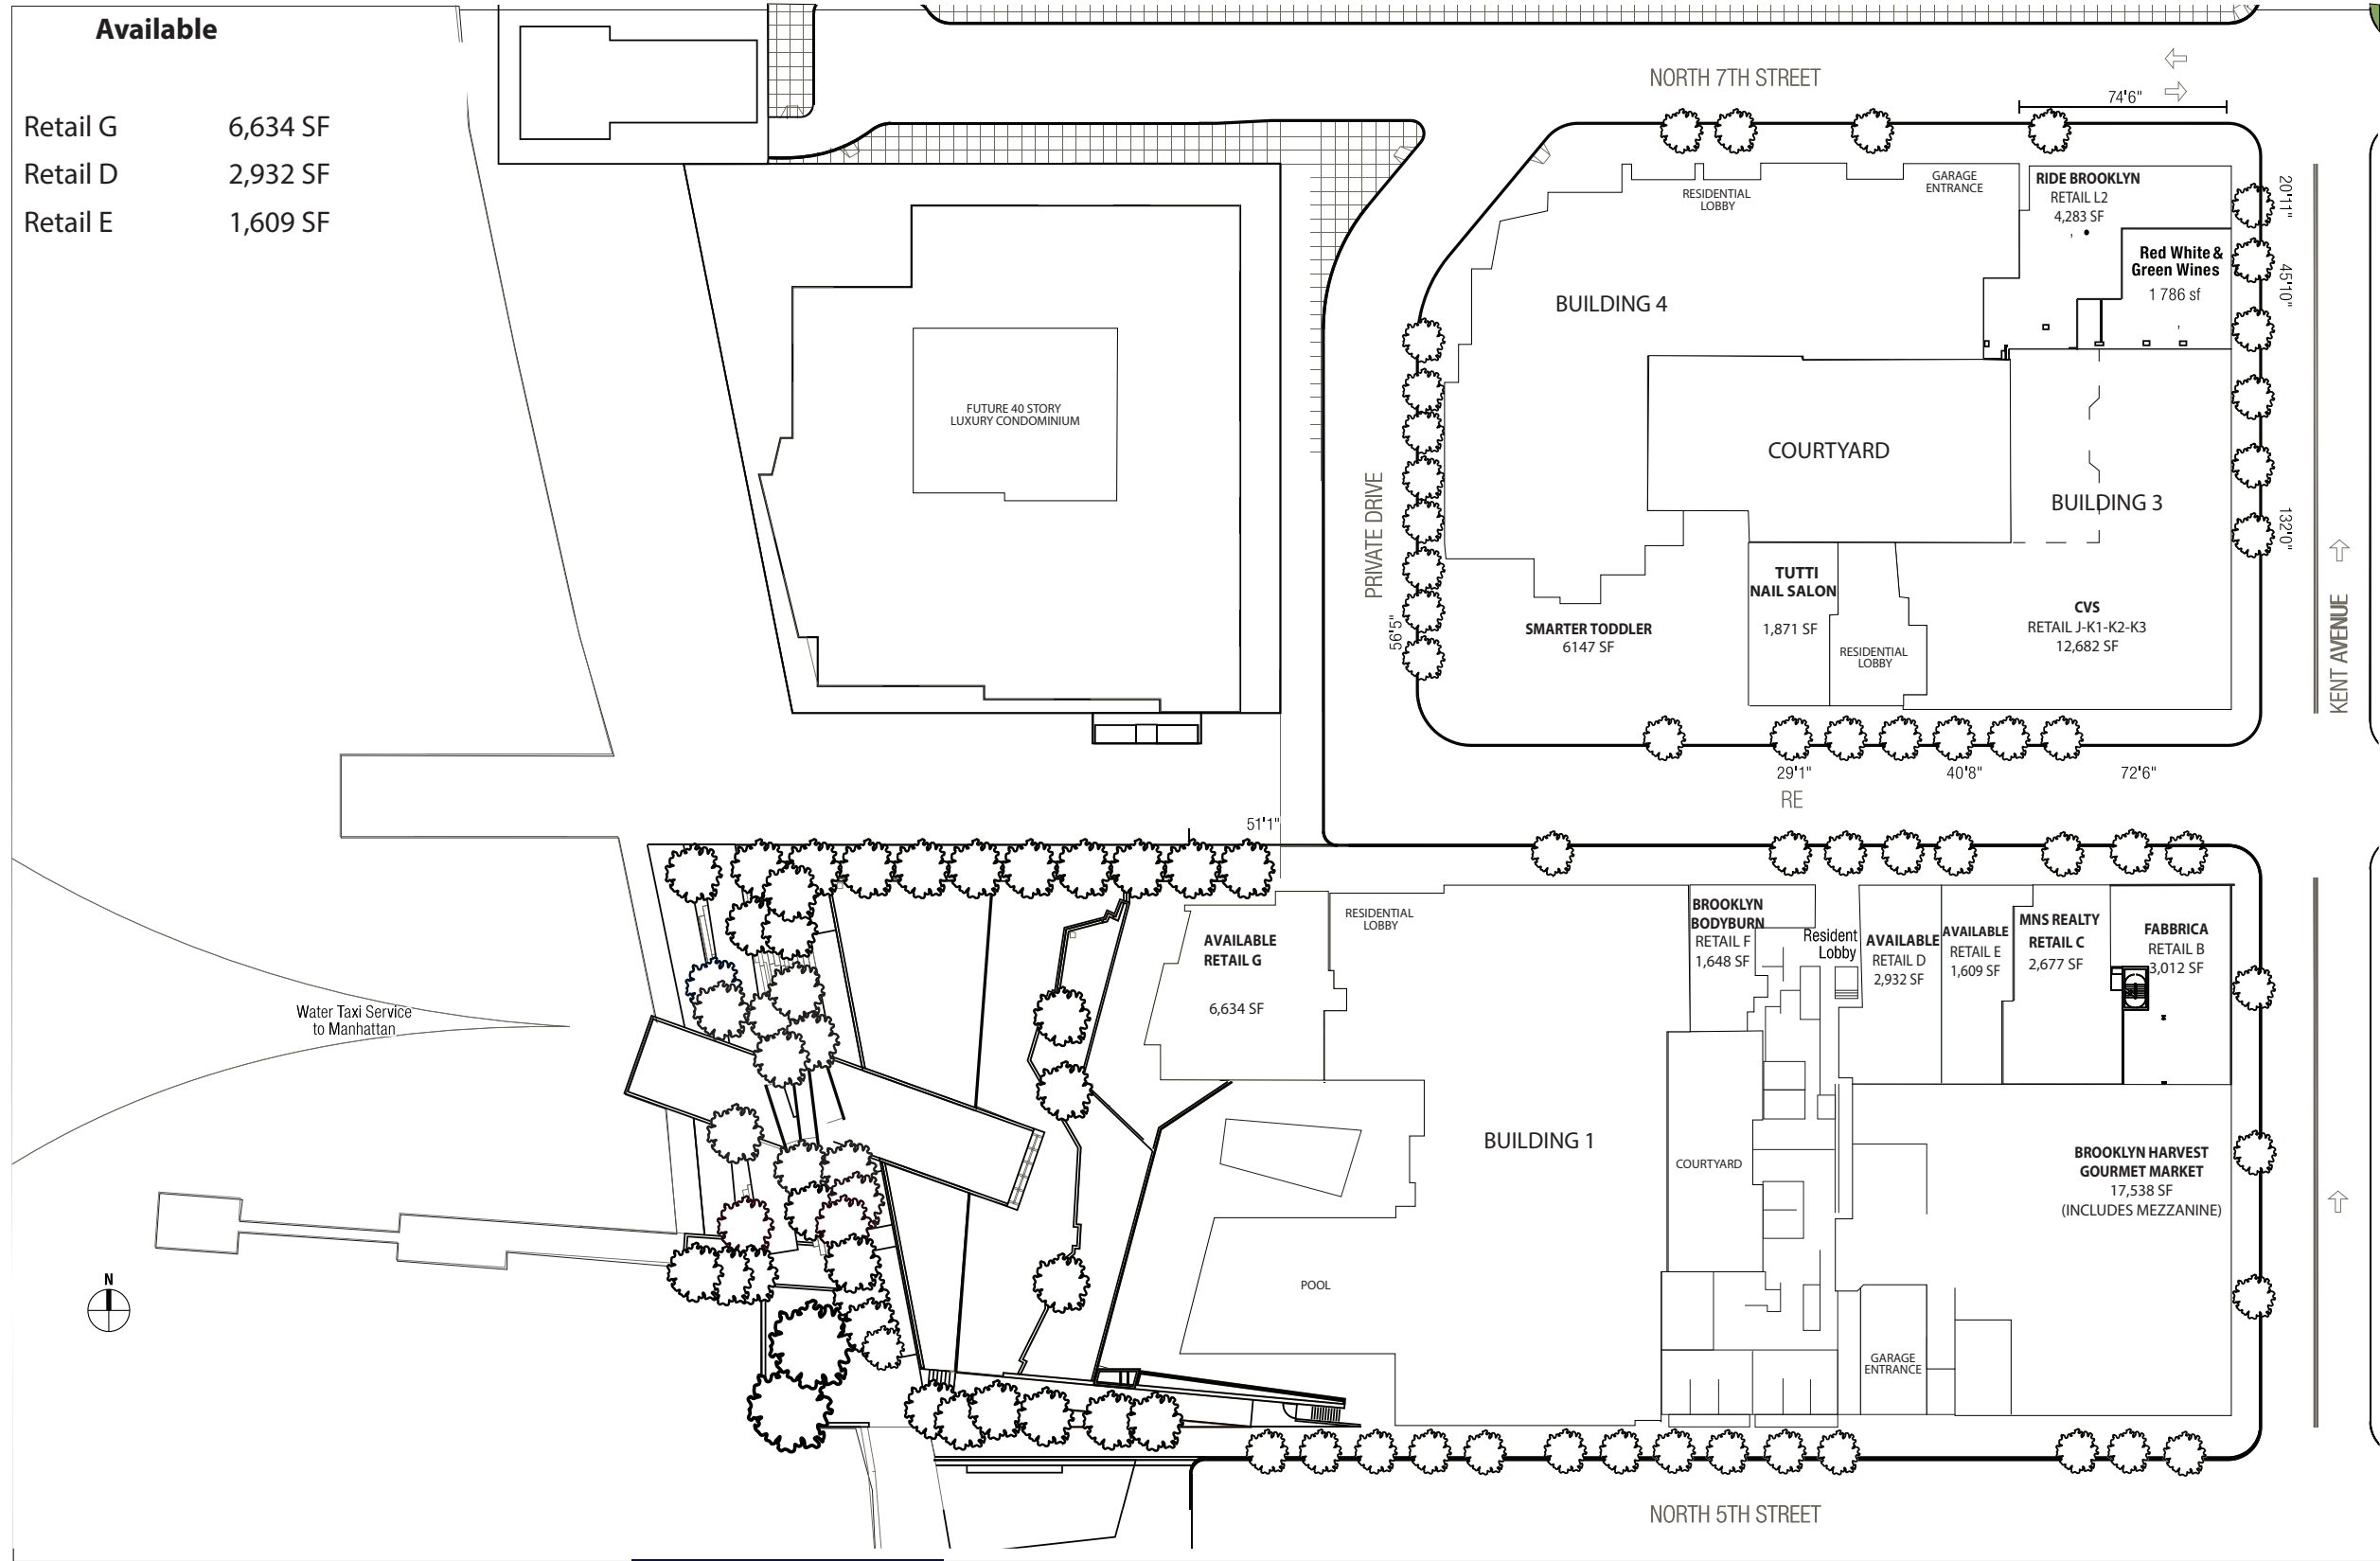 Available
Retail G 6,634 SF
Retail D 2,932 SF
Retail E 1,609 SF
NORTH 7TH STREET
74'6"
RESIDENTIAL
LOBBY
GARAGE
ENTRANCE
RIDE BROOKLYN
RETAIL L2
4,283 SF
20'11"
Red White &
Green Wines
1 786 sf
45'10"
BUILDING 4
FUTURE 40 STORY
LUXURY CONDOMINIUM
COURTYARD
BUILDING 3
132'0"
PRIVATE DRIVE
KENT AVENUE
56'5"
SMARTER TODDLER
6147 SF
TUTTI
NAIL SALON
1,871 SF
RESIDENTIAL
LOBBY
CVS
RETAIL J-K1-K2-K3
12,682 SF
29'1"
40'8"
72'6"
RE
51'1"
AVAILABLE
RETAIL G
6,634 SF
RESIDENTIAL
LOBBY
BROOKLYN
BODYBURN
RETAIL F
1,648 SF
Resident
Lobby
AVAILABLE
RETAIL D
2,932 SF
AVAILABLE
RETAIL E
1,609 SF
MNS REALTY
RETAIL C
2,677 SF
FABBRICA
RETAIL B
3,012 SF
Water Taxi Service
to Manhattan
BUILDING 1
COURTYARD
BROOKLYN HARVEST
GOURMET MARKET
17,538 SF
(INCLUDES MEZZANINE)
POOL
N
GARAGE
ENTRANCE
NORTH 5TH STREET